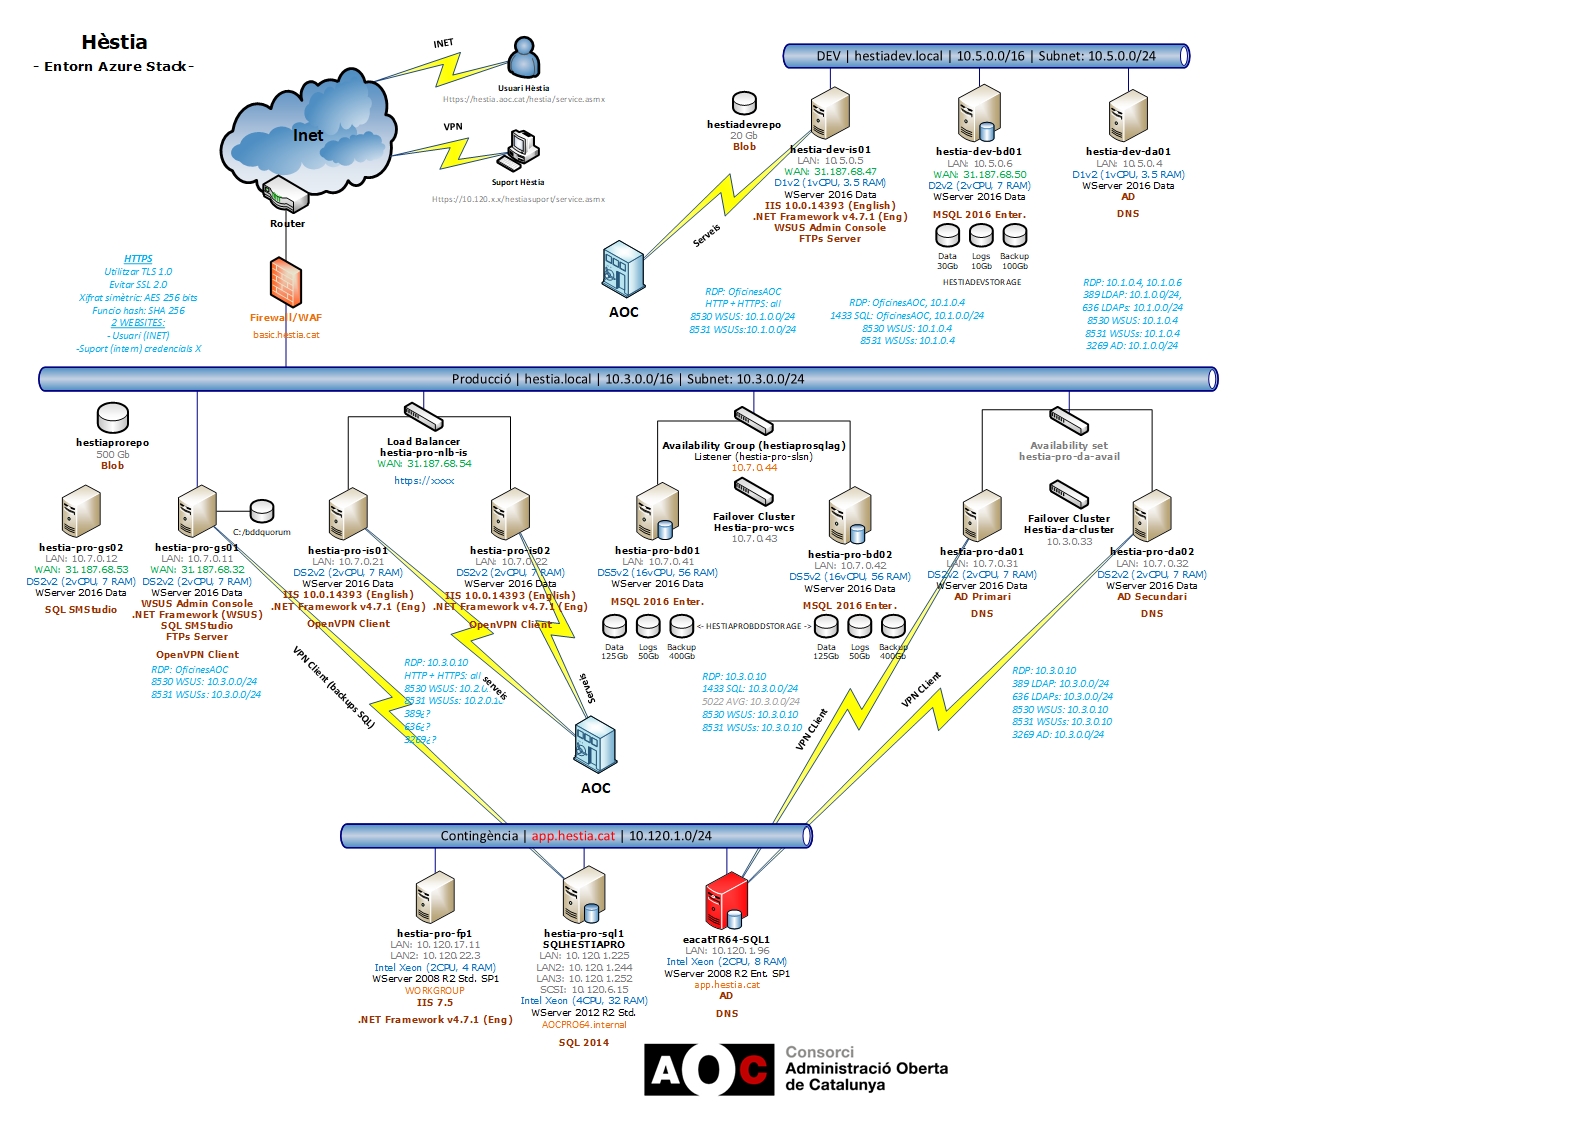 Hèstia
- Entorn Azure Stack-
INET
Usuari Hèstia
Https://hestia.aoc.cat/hestia/service.asmx
VPN
Suport Hèstia
Https://10.120.x.x/hestiasuport/service.asmx
Inet
Router
HTTPS
Utilitzar TLS 1.0
Evitar SSL 2.0
Xifrat simètric: AES 256 bits
Funcio hash: SHA 256
2 WEBSITES:
- Usuari (INET)
-Suport (intern) credencials X
Firewall/WAF
basic.hestia.cat
DEV | hestiadev.local | 10.5.0.0/16 | Subnet: 10.5.0.0/24
hestiadevrepo
20 Gb
Blob
hestia-dev-is01
LAN: 10.5.0.5
WAN: 31.187.68.47
D1v2 (1vCPU, 3.5 RAM)
WServer 2016 Data
IIS 10.0.14393 (English)
.NET Framework v4.7.1 (Eng)
WSUS Admin Console
FTPs Server
hestia-dev-bd01
LAN: 10.5.0.6
WAN: 31.187.68.50
D2v2 (2vCPU, 7 RAM)
WServer 2016 Data
MSQL 2016 Enter.
Data
30Gb
Logs
10Gb
Backup
100Gb
HESTIADEVSTORAGE
hestia-dev-da01
LAN: 10.5.0.4
D1v2 (1vCPU, 3.5 RAM)
WServer 2016 Data
AD
DNS
Serveis
AOC
RDP: OficinesAOC
HTTP + HTTPS: all
8530 WSUS: 10.1.0.0/24
8531 WSUSs:10.1.0.0/24
RDP: OficinesAOC, 10.1.0.4
1433 SQL: OficinesAOC, 10.1.0.0/24
8530 WSUS: 10.1.0.4
8531 WSUSs: 10.1.0.4
RDP: 10.1.0.4, 10.1.0.6
389 LDAP: 10.1.0.0/24,
636 LDAPs: 10.1.0.0/24
8530 WSUS: 10.1.0.4
8531 WSUSs: 10.1.0.4
3269 AD: 10.1.0.0/24
Producció | hestia.local | 10.3.0.0/16 | Subnet: 10.3.0.0/24
hestiaprorepo
500 Gb
Blob
Load Balancer
hestia-pro-nlb-is
WAN: 31.187.68.54
https://xxxx
Availability Group (hestiaprosqlag)
Listener (hestia-pro-slsn)
10.7.0.44
Failover Cluster
Hestia-pro-wcs
10.7.0.43
Availability set
hestia-pro-da-avail
Failover Cluster
Hestia-da-cluster
10.3.0.33
C:/bddquorum
hestia-pro-gs02
LAN: 10.7.0.12
WAN: 31.187.68.53
DS2v2 (2vCPU, 7 RAM)
WServer 2016 Data
SQL SMStudio
hestia-pro-gs01
LAN: 10.7.0.11
WAN: 31.187.68.32
DS2v2 (2vCPU, 7 RAM)
WServer 2016 Data
WSUS Admin Console
.NET Framework (WSUS)
SQL SMStudio
FTPs Server
OpenVPN Client
RDP: OficinesAOC
8530 WSUS: 10.3.0.0/24
8531 WSUSs: 10.3.0.0/24
hestia-pro-is01
LAN: 10.7.0.21
DS2v2 (2vCPU, 7 RAM)
WServer 2016 Data
IIS 10.0.14393 (English)
.NET Framework v4.7.1 (Eng)
OpenVPN Client
hestia-pro-is02
LAN: 10.7.0.22
DS2v2 (2vCPU, 7 RAM)
WServer 2016 Data
IIS 10.0.14393 (English)
.NET Framework v4.7.1 (Eng)
OpenVPN Client
RDP: 10.3.0.10
HTTP + HTTPS: all
8530 WSUS: 10.2.0.
8531 WSUSs: 10.2.0.10
389¿?
636¿?
3269¿?
hestia-pro-bd01
LAN: 10.7.0.41
DS5v2 (16vCPU, 56 RAM)
WServer 2016 Data
MSQL 2016 Enter.
Data
125Gb
Logs
50Gb
Backup
400Gb
<- HESTIAPROBDDSTORAGE ->
hestia-pro-bd02
LAN: 10.7.0.42
DS5v2 (16vCPU, 56 RAM)
WServer 2016 Data
MSQL 2016 Enter.
Data
125Gb
Logs
50Gb
Backup
400Gb
RDP: 10.3.0.10
1433 SQL: 10.3.0.0/24
5022 AVG: 10.3.0.0/24
8530 WSUS: 10.3.0.10
8531 WSUSs: 10.3.0.10
hestia-pro-da01
LAN: 10.7.0.31
DS2v2 (2vCPU, 7 RAM)
WServer 2016 Data
AD Primari
DNS
hestia-pro-da02
LAN: 10.7.0.32
DS2v2 (2vCPU, 7 RAM)
WServer 2016 Data
AD Secundari
DNS
RDP: 10.3.0.10
389 LDAP: 10.3.0.0/24
636 LDAPs: 10.3.0.0/24
8530 WSUS: 10.3.0.10
8531 WSUSs: 10.3.0.10
3269 AD: 10.3.0.0/24
VPN Client (backups SQL)
serveis
Serveis
VPN CLient
VPN CLient
AOC
Contingència | app.hestia.cat | 10.120.1.0/24
hestia-pro-fp1
LAN: 10.120.17.11
LAN2: 10.120.22.3
Intel Xeon (2CPU, 4 RAM)
WServer 2008 R2 Std. SP1
WORKGROUP
IIS 7.5
.NET Framework v4.7.1 (Eng)
hestia-pro-sql1
SQLHESTIAPRO
LAN: 10.120.1.225
LAN2: 10.120.1.244
LAN3: 10.120.1.252
SCSI: 10.120.6.15
Intel Xeon (4CPU, 32 RAM)
WServer 2012 R2 Std.
AOCPRO64.internal
SQL 2014
eacatTR64-SQL1
LAN: 10.120.1.96
Intel Xeon (2CPU, 8 RAM)
WServer 2008 R2 Ent. SP1
app.hestia.cat
AD
DNS
AOC
Consorci
Administració Oberta
de Catalunya